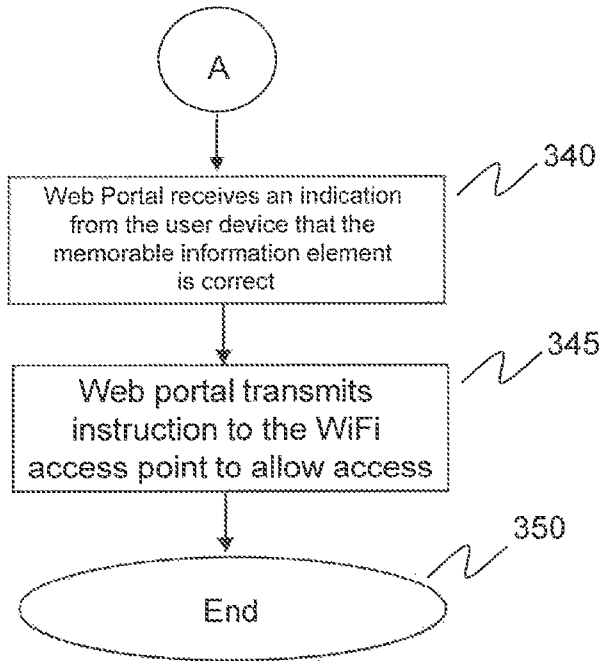 A
340
Web Portal receives an indication
from the user device that the
memorable information element
is correct
345
Web portal transmits
instruction to the WiFi
access point to allow access
350
End